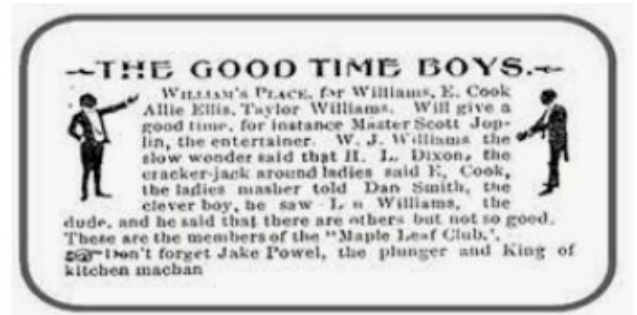 THE GOOD TIME BOYS.
WILLIAM'S PLACE, for Williams, E. Cook
Allie Ellis, Taylor Williams. Will give a
good time, for instance Master Scott Jop-
lin, the entertainer. W. J. Williams the
slow wonder said that H. L. Dixon, the
cracker-jack around ladies said E. Cook,
the ladies masher told Dan Smith, the
clever boy, he saw Williams, the
dude, and he said that there are others but not so good.
These are the members of the "Maple Leaf Club."
Don't forget Jake Powel, the plunger and King of
kitchen